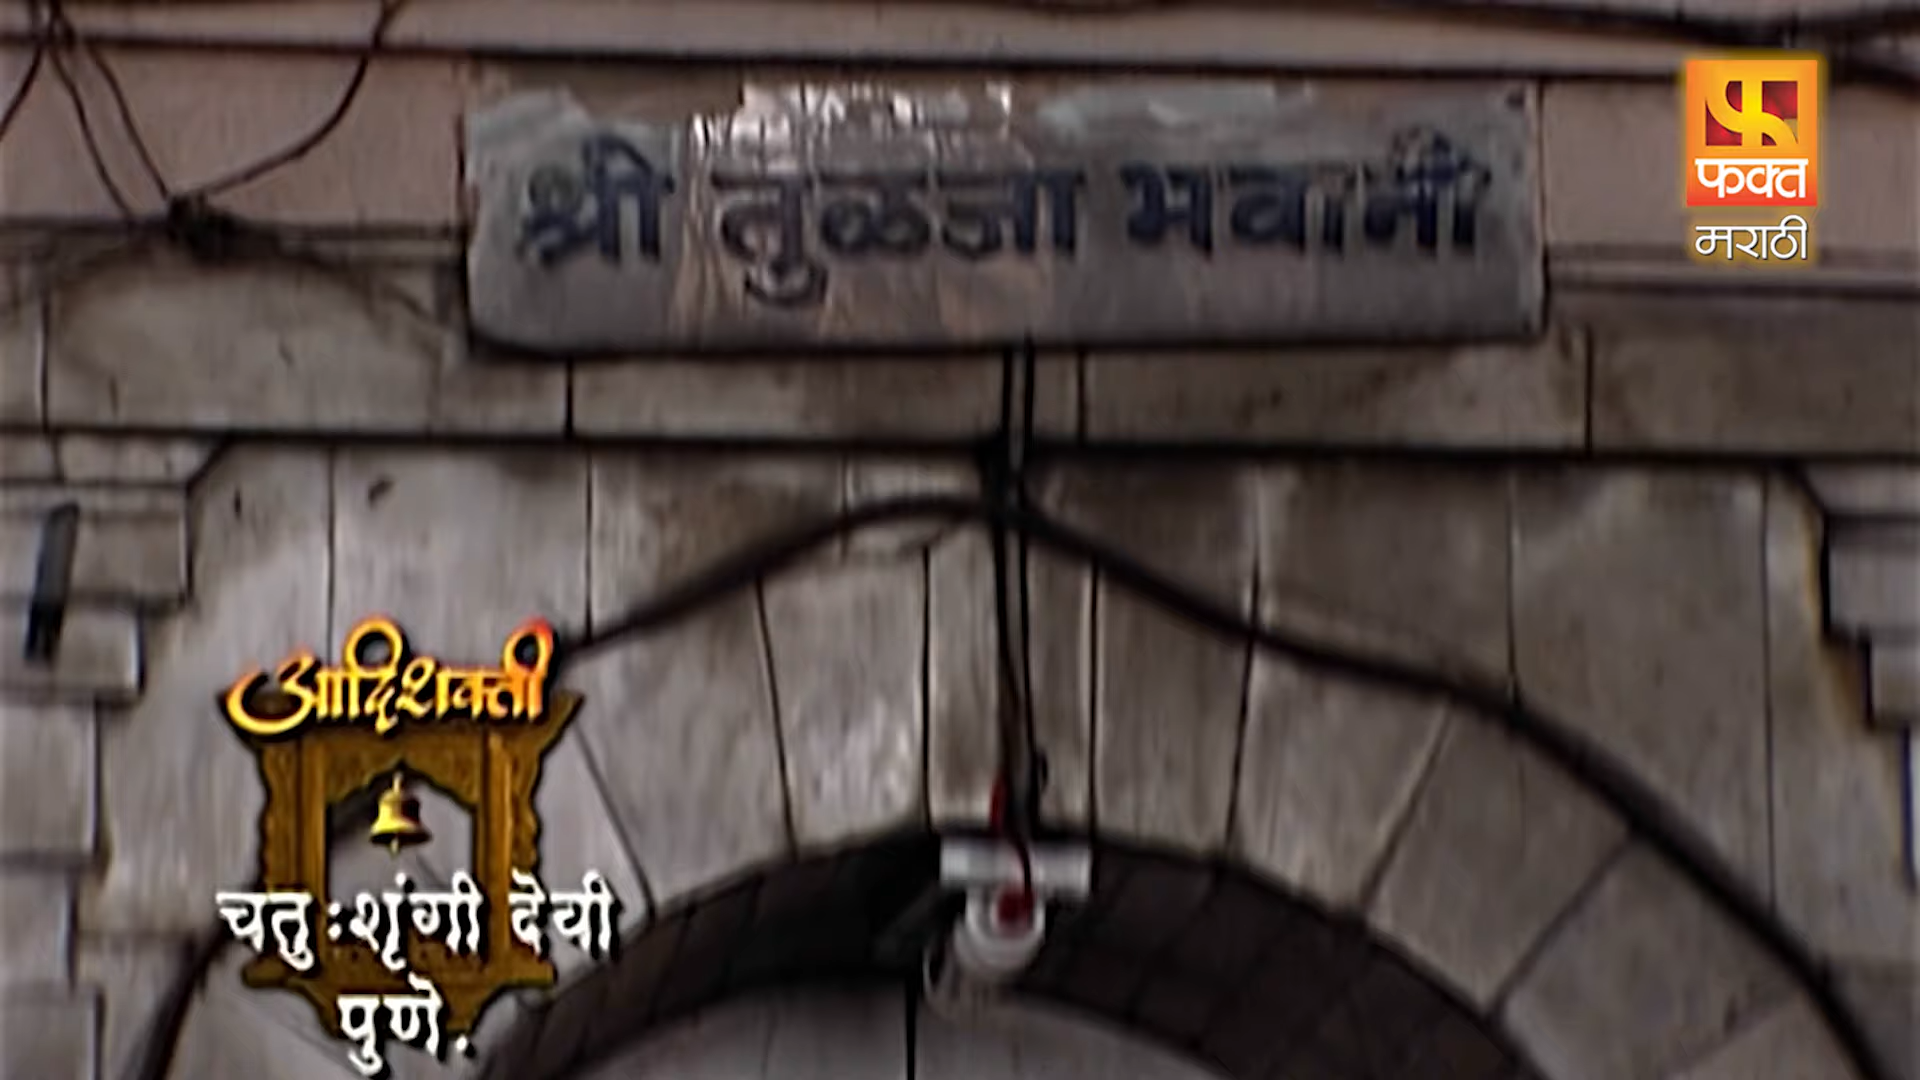 श्री तुळजा भवानी
फक्त
मराठी
आदिशक्ती
चतुःशृंगी देवी
पुणे.